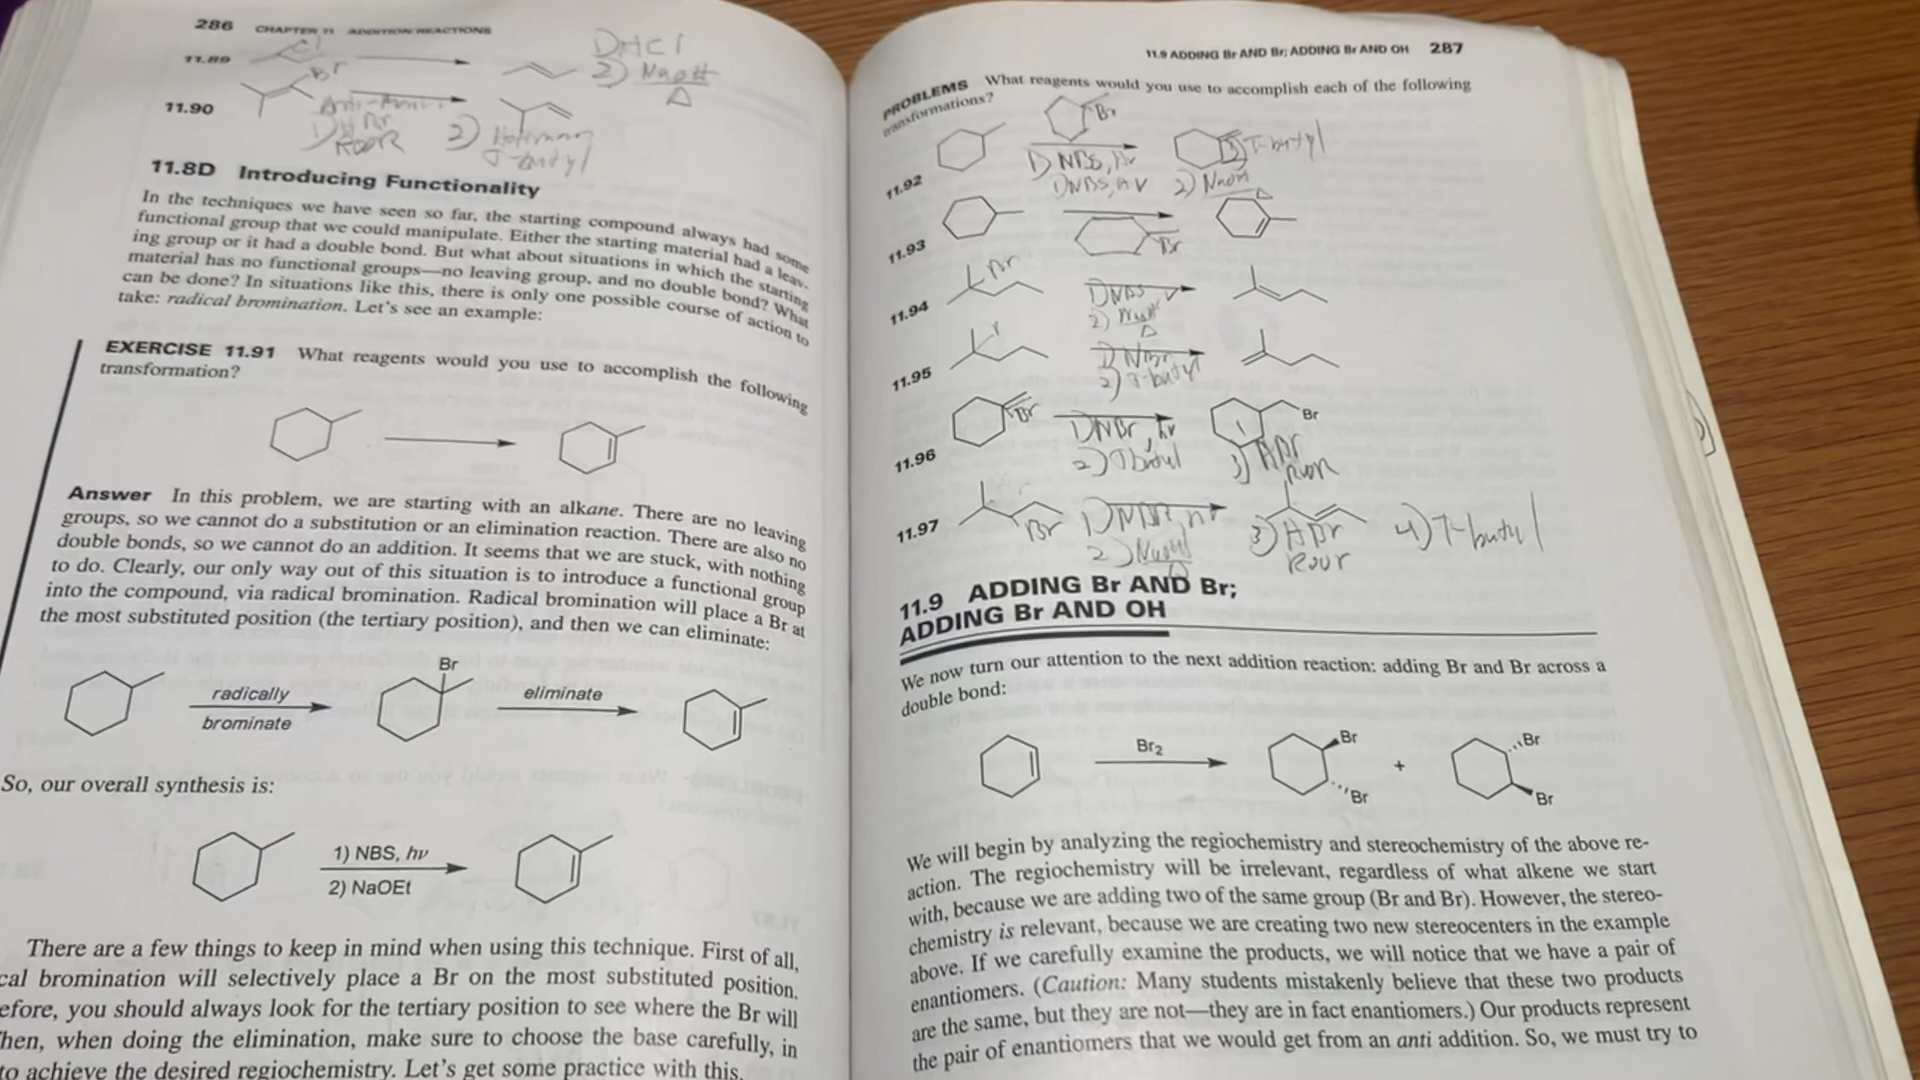 286 CHAPTER 11 ADDITION REACTIONS
11.89
1) HCl
2) NaOH
Δ
Br
11.90
2)
t-butyl
11.8D Introducing Functionality
In the techniques we have seen so far, the starting compound always had some
functional group that we could manipulate. Either the starting material had a leav-
ing group or it had a double bond. But what about situations in which the starting
material has no functional groups—no leaving group, and no double bond? What
can be done? In situations like this, there is only one possible course of action to
take: radical bromination. Let's see an example:
EXERCISE 11.91 What reagents would you use to accomplish the following
transformation?
Answer In this problem, we are starting with an alkane. There are no leaving
groups, so we cannot do a substitution or an elimination reaction. There are also no
double bonds, so we cannot do an addition. It seems that we are stuck, with nothing
to do. Clearly, our only way out of this situation is to introduce a functional group
into the compound, via radical bromination. Radical bromination will place a Br at
the most substituted position (the tertiary position), and then we can eliminate:
radically
brominate
Br
eliminate
So, our overall synthesis is:
1) NBS, hν
2) NaOEt
There are a few things to keep in mind when using this technique. First of all,
cal bromination will selectively place a Br on the most substituted position.
efore, you should always look for the tertiary position to see where the Br will
hen, when doing the elimination, make sure to choose the base carefully, in
to achieve the desired regiochemistry. Let's get some practice with this.
11.9 ADDING Br AND Br; ADDING Br AND OH 287
PROBLEMS What reagents would you use to accomplish each of the following
transformations?
11.92
Br
1) NBS, hv
T-butyl
1) NBS, hv 2) NaOH
Δ
11.93
Br
11.94
Br
1) NBS
2)
Δ
11.95
2) T-butyl
11.96
Br
1) NBr, hv
2) T butyl
Br
3) HBr
11.97
Br
2) NaOH
3) HBr
ROOR
4) T-butyl
11.9 ADDING Br AND Br;
ADDING Br AND OH
We now turn our attention to the next addition reaction: adding Br and Br across a
double bond:
Br2
Br
Br
+
Br
Br
We will begin by analyzing the regiochemistry and stereochemistry of the above re-
action. The regiochemistry will be irrelevant, regardless of what alkene we start
with, because we are adding two of the same group (Br and Br). However, the stereo-
chemistry is relevant, because we are creating two new stereocenters in the example
above. If we carefully examine the products, we will notice that we have a pair of
enantiomers. (Caution: Many students mistakenly believe that these two products
are the same, but they are not—they are in fact enantiomers.) Our products represent
the pair of enantiomers that we would get from an anti addition. So, we must try to